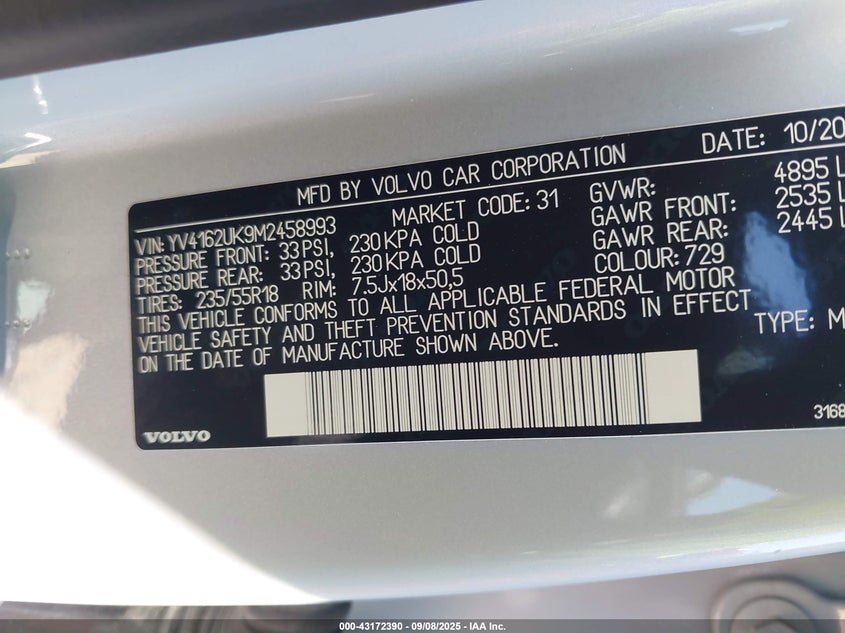 MFD BY VOLVO CAR CORPORATION DATE: 10/20
MARKET CODE: 31 GVWR: 4895 L
VIN: YV4162UK9M2458993 GAWR FRONT: 2535 L
PRESSURE FRONT: 33 PSI, 230 KPA COLD GAWR REAR: 2445 L
PRESSURE REAR: 33 PSI, 230 KPA COLD COLOUR: 729
TIRES: 235/55R18 RIM: 7.5Jx18x50,5
THIS VEHICLE CONFORMS TO ALL APPLICABLE FEDERAL MOTOR
VEHICLE SAFETY AND THEFT PREVENTION STANDARDS IN EFFECT
ON THE DATE OF MANUFACTURE SHOWN ABOVE. TYPE: M
VOLVO 3168
000-43172390 - 09/08/2025 - IAA Inc.